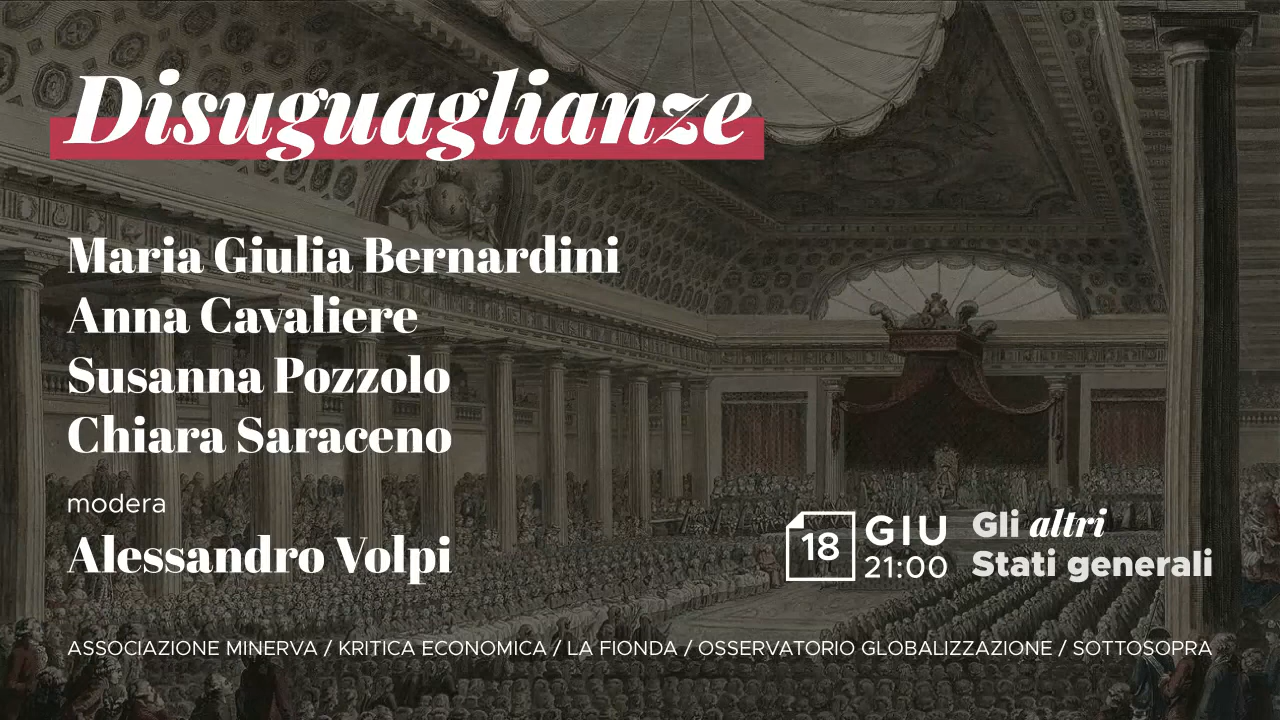 Disuguaglianze
Maria Giulia Bernardini
Anna Cavaliere
Susanna Pozzolo
Chiara Saraceno
modera
Alessandro Volpi
18
GIU
21:00
Gli altri
Stati generali
ASSOCIAZIONE MINERVA / KRITICA ECONOMICA / LA FIONDA / OSSERVATORIO GLOBALIZZAZIONE / SOTTOSOPRA